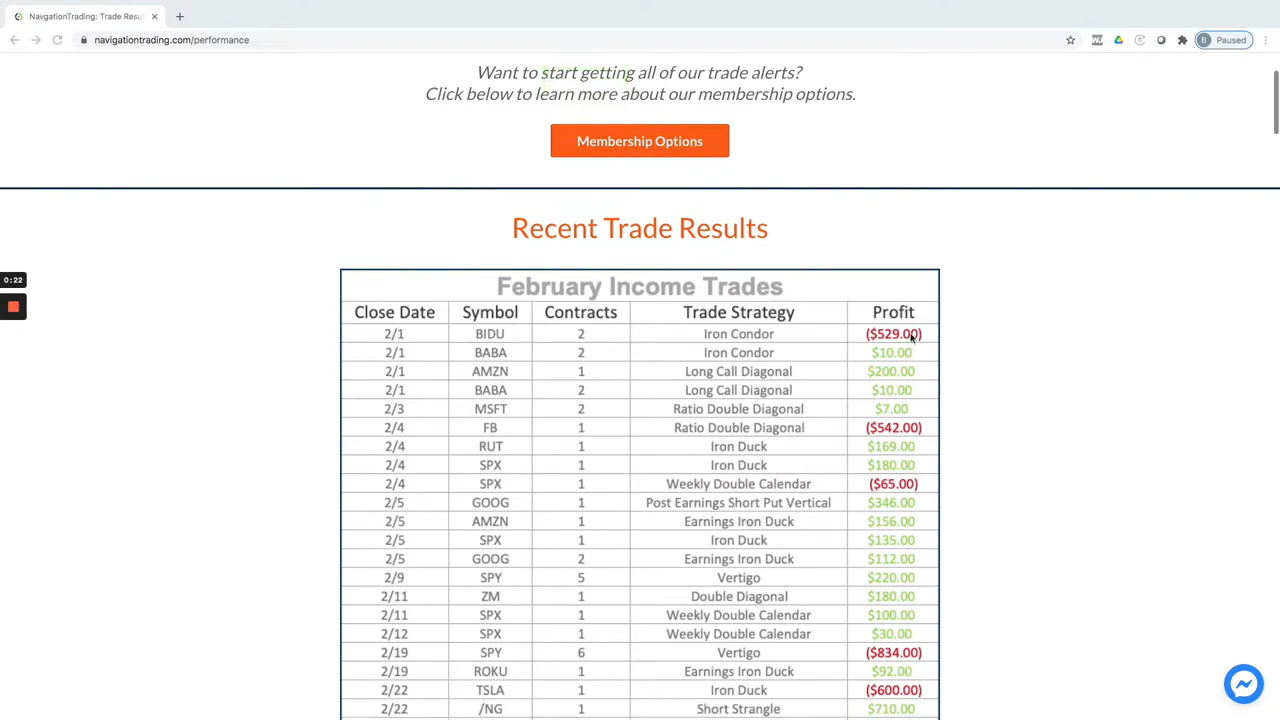 NavgationTrading: Trade Resu
navigationtrading.com/performance
Paused
Want to start getting all of our trade alerts?
Click below to learn more about our membership options.
Membership Options
Recent Trade Results
0:22
February Income Trades
Close Date Symbol Contracts Trade Strategy Profit
2/1 BIDU 2 Iron Condor ($529.00)
2/1 BABA 2 Iron Condor $10.00
2/1 AMZN 1 Long Call Diagonal $200.00
2/1 BABA 2 Long Call Diagonal $10.00
2/3 MSFT 2 Ratio Double Diagonal $7.00
2/4 FB 1 Ratio Double Diagonal ($542.00)
2/4 RUT 1 Iron Duck $169.00
2/4 SPX 1 Iron Duck $180.00
2/4 SPX 1 Weekly Double Calendar ($65.00)
2/5 GOOG 1 Post Earnings Short Put Vertical $346.00
2/5 AMZN 1 Earnings Iron Duck $156.00
2/5 SPX 1 Iron Duck $135.00
2/5 GOOG 2 Earnings Iron Duck $112.00
2/9 SPY 5 Vertigo $220.00
2/11 ZM 1 Double Diagonal $180.00
2/11 SPX 1 Weekly Double Calendar $100.00
2/12 SPX 1 Weekly Double Calendar $30.00
2/19 SPY 6 Vertigo ($834.00)
2/19 ROKU 1 Earnings Iron Duck $92.00
2/22 TSLA 1 Iron Duck ($600.00)
2/22 /NG 1 Short Strangle $710.00